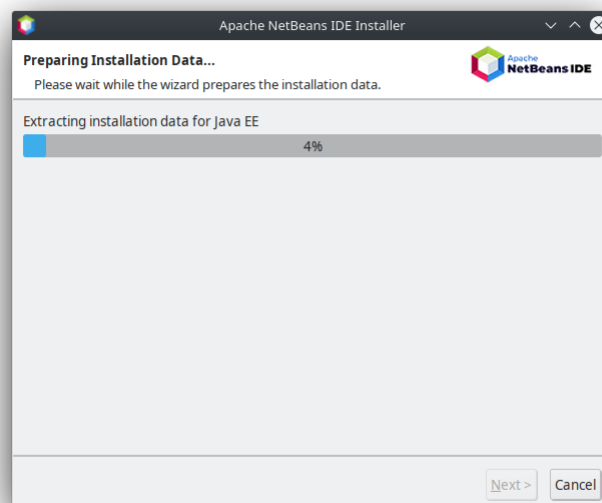 Apache NetBeans IDE Installer
Preparing Installation Data...
Apache
NetBeans IDE
Please wait while the wizard prepares the installation data.
Extracting installation data for Java EE
4%
Next >
Cancel